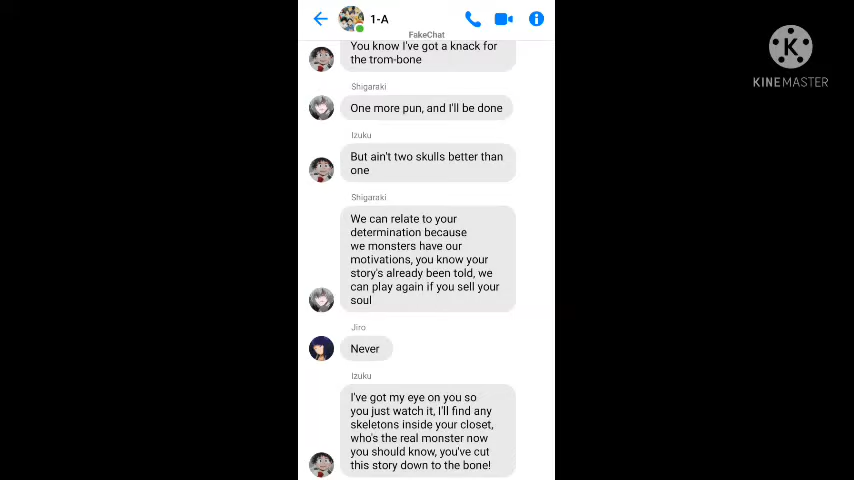 1-A
FakeChat
You know I've got a knack for
the trom-bone
Shigaraki
One more pun, and I'll be done
Izuku
But ain't two skulls better than
one
Shigaraki
We can relate to your
determination because
we monsters have our
motivations, you know your
story's already been told, we
can play again if you sell your
soul
Jiro
Never
Izuku
I've got my eye on you so
you just watch it, I'll find any
skeletons inside your closet,
who's the real monster now
you should know, you've cut
this story down to the bone!
K
KINEMASTER